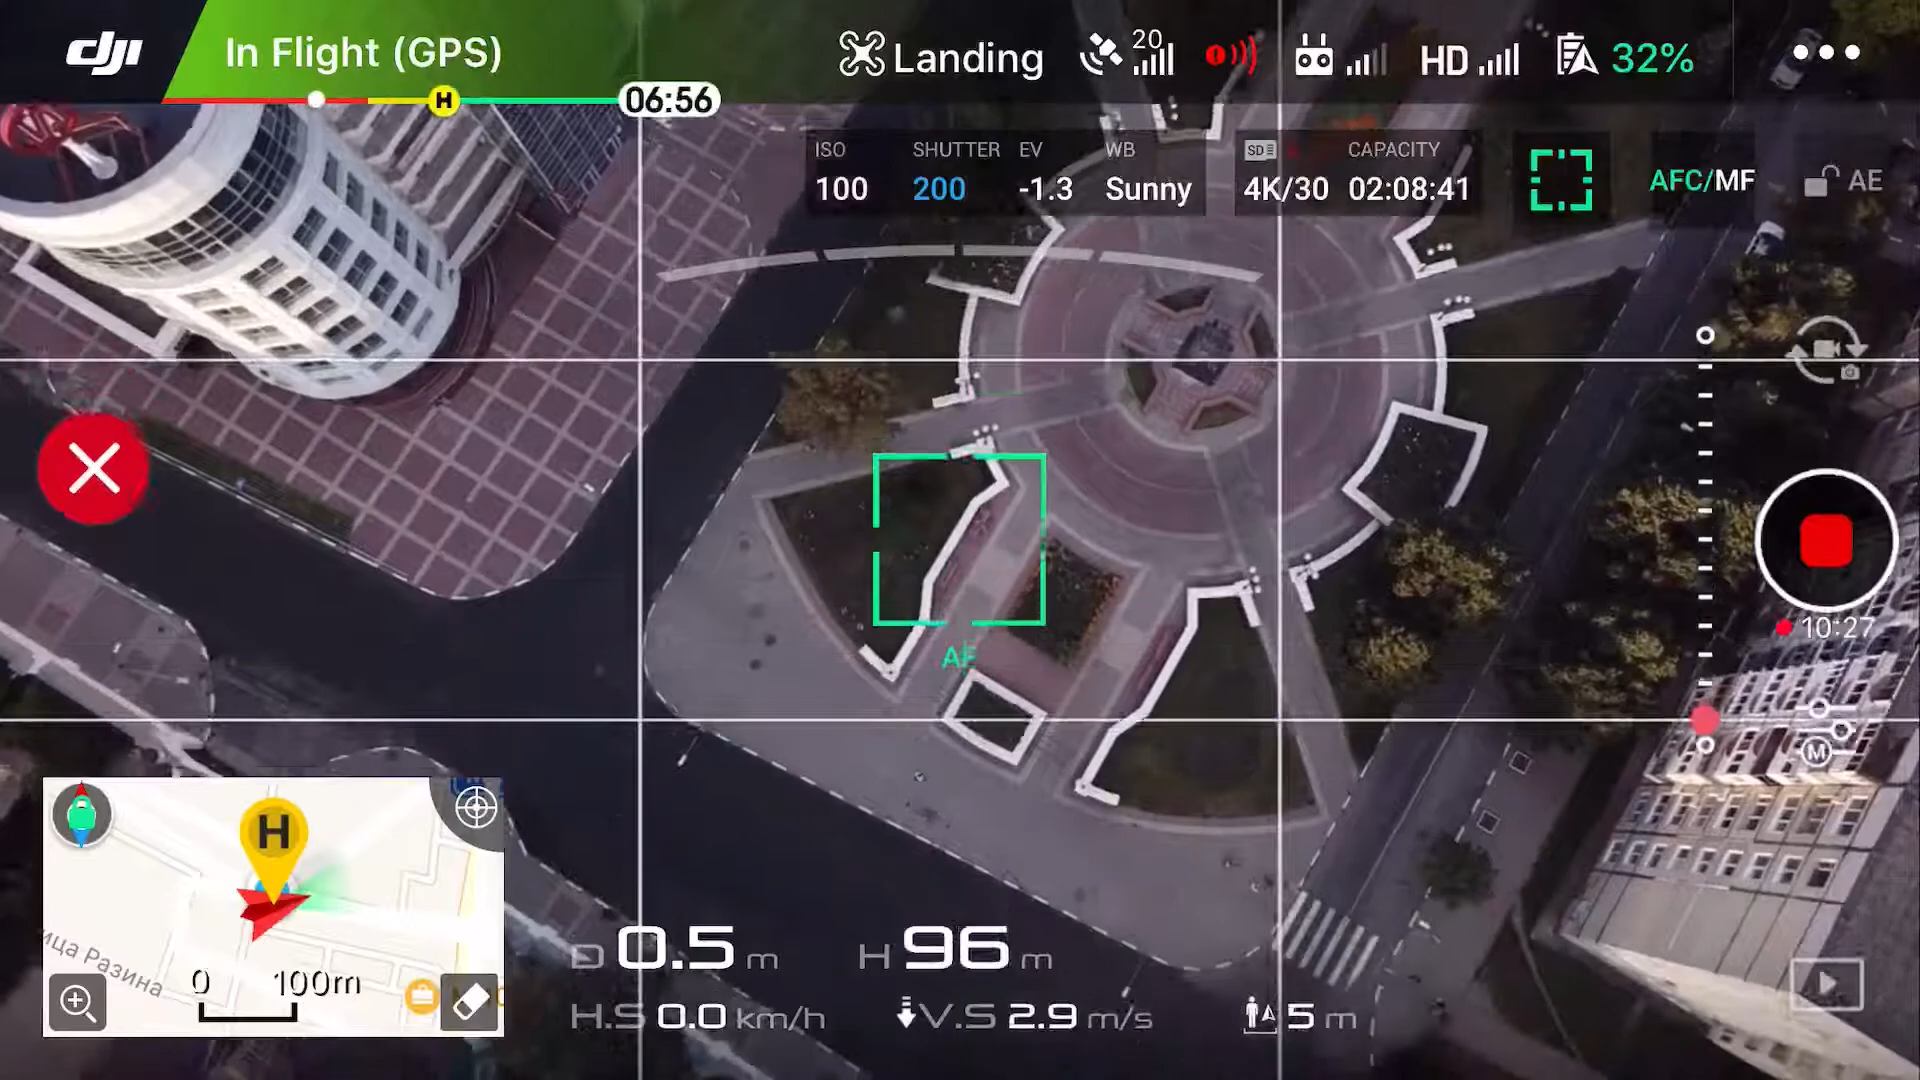 dji
In Flight (GPS)
Landing
20
HD
32%
H
06:56
ISO
100
SHUTTER
200
EV
-1.3
WB
Sunny
SD
4K/30
CAPACITY
02:08:41
AFC/MF
AE
10:27
M
AF
H
ица Разина
0 100m
D 0.5 m
H 96 m
H.S 0.0 km/h
V.S 2.9 m/s
5 m